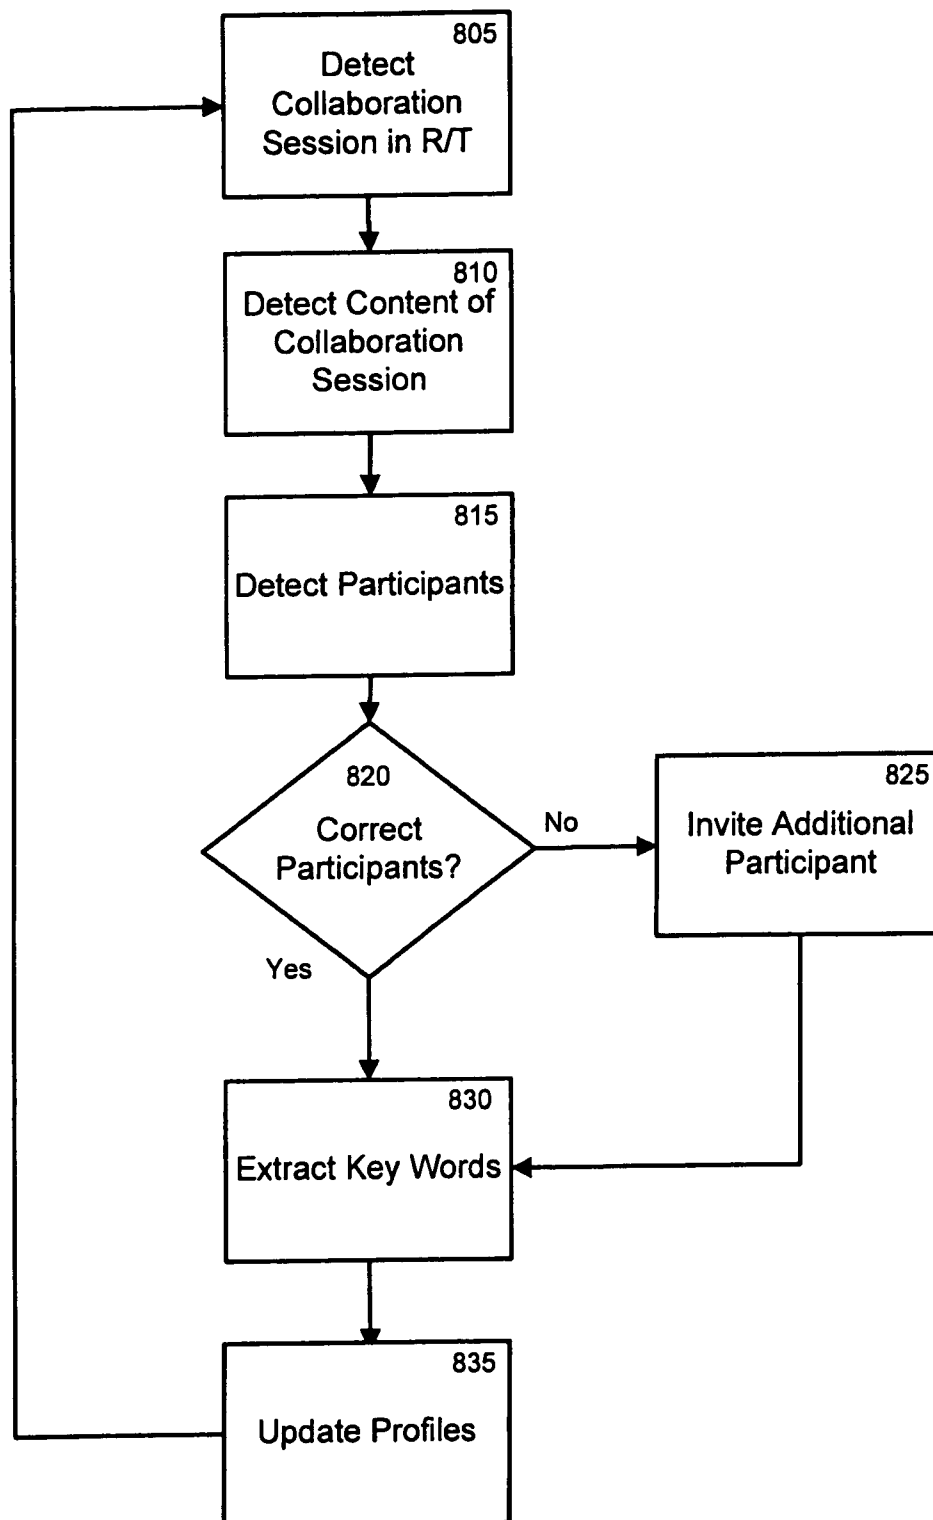 805
Detect
Collaboration
Session in R/T
810
Detect Content of
Collaboration
Session
815
Detect Participants
820
Correct
Participants?
No
825
Invite Additional
Participant
Yes
830
Extract Key Words
835
Update Profiles